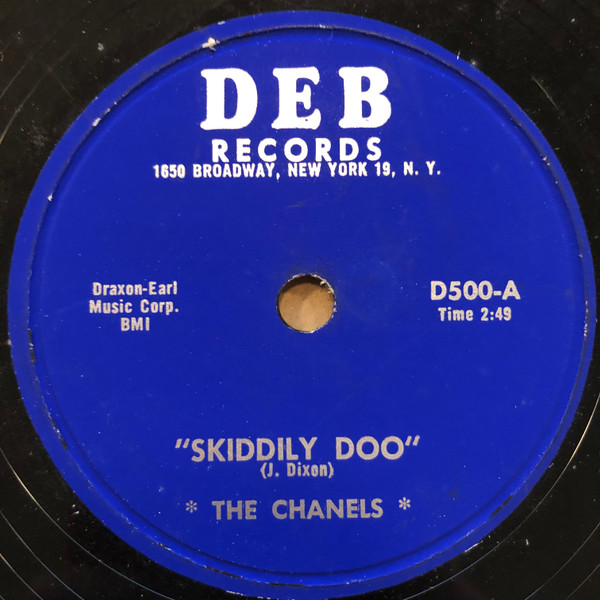 DEB
RECORDS
1650 BROADWAY, NEW YORK 19, N. Y.
Draxon-Earl
Music Corp.
BMI
D500-A
Time 2:49
"SKIDDILY DOO"
(J. Dixon)
* THE CHANELS *